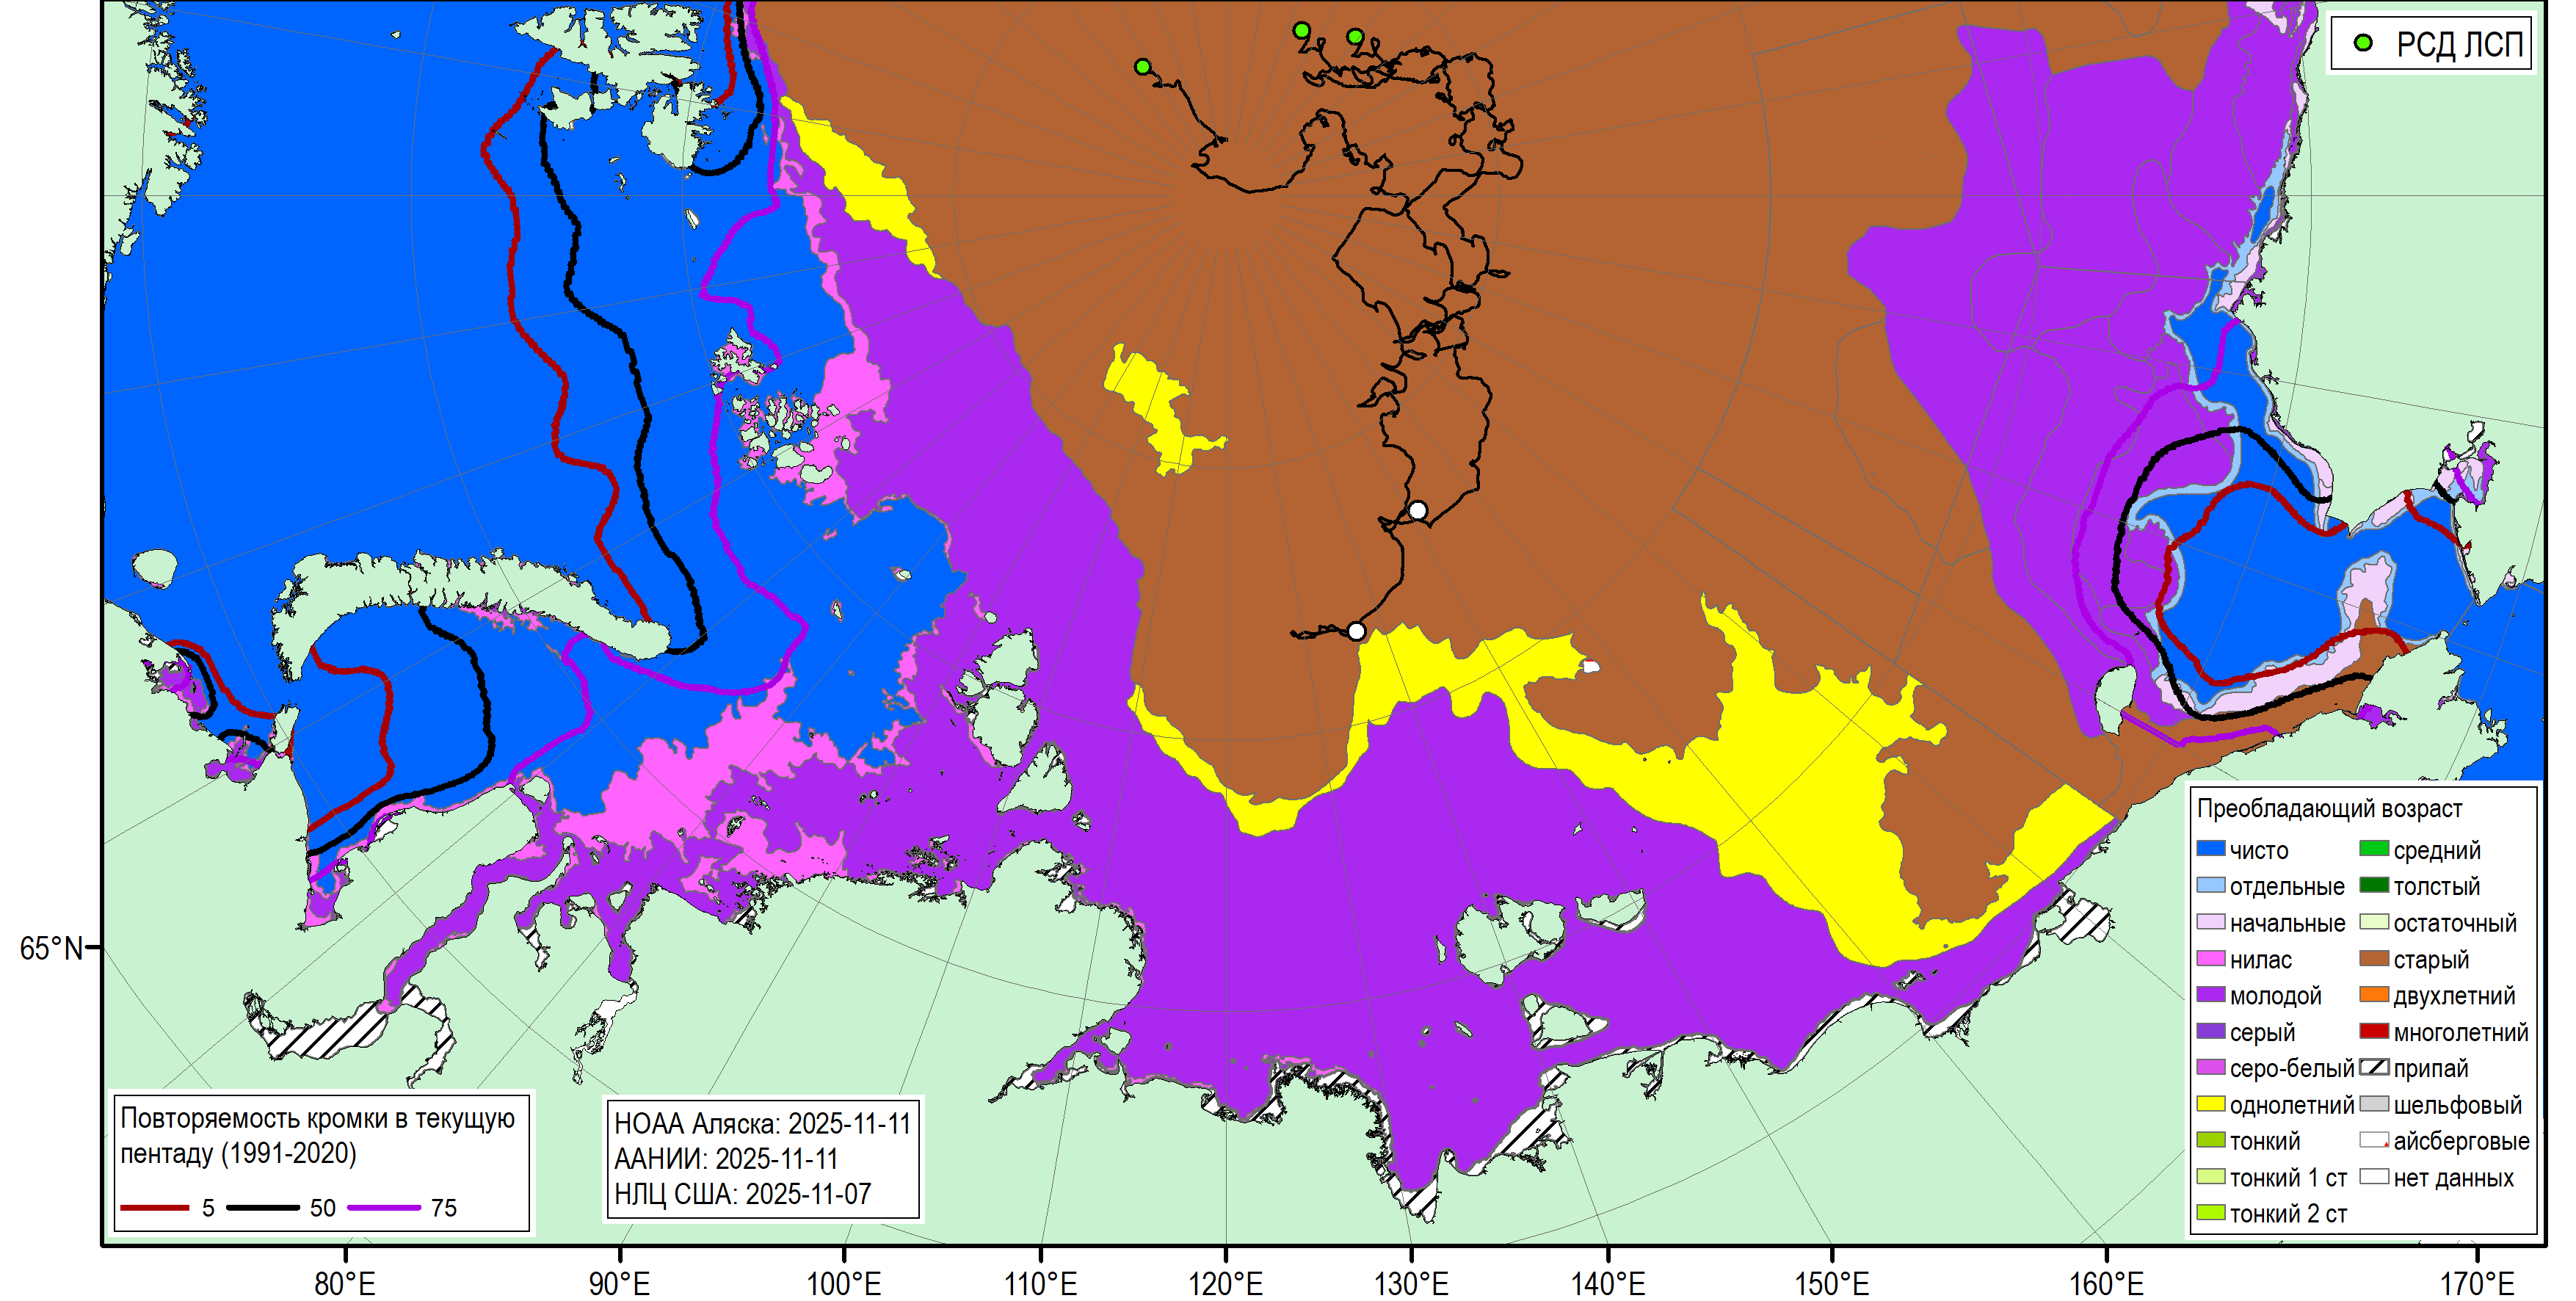 РСД ЛСП
65°N
Преобладающий возраст
чисто
средний
отдельные
толстый
начальные
остаточный
нилас
старый
молодой
двухлетний
серый
многолетний
серо-белый
припай
однолетний
шельфовый
тонкий
айсберговые
тонкий 1 ст
нет данных
тонкий 2 ст
Повторяемость кромки в текущую
пентаду (1991-2020)
5 50 75
НОАА Аляска: 2025-11-11
ААНИИ: 2025-11-11
НЛЦ США: 2025-11-07
80°E 90°E 100°E 110°E 120°E 130°E 140°E 150°E 160°E 170°E